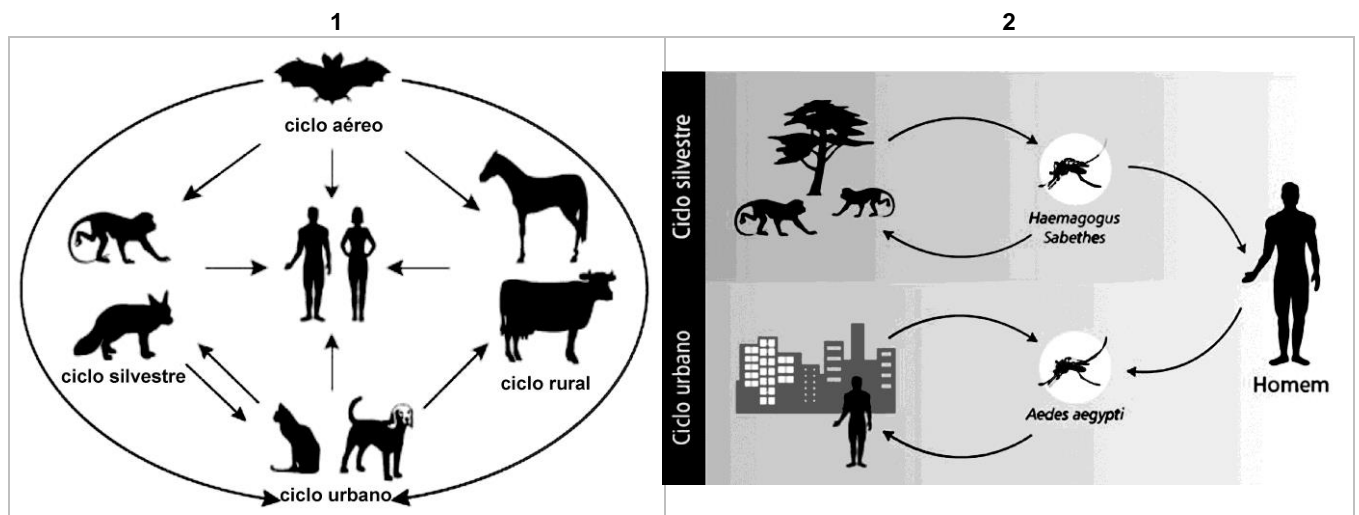 1
2
ciclo aéreo
ciclo silvestre
ciclo rural
ciclo urbano
Ciclo silvestre
Haemagogus
Sabethes
Ciclo urbano
Aedes aegypti
Homem